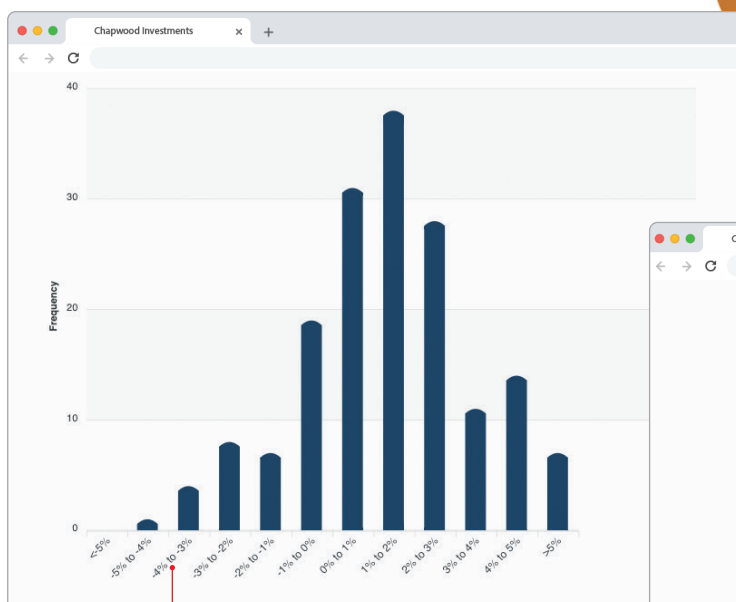 Chapwood Investments
40
30
20
10
0
Frequency
<-5%
-5% to -4%
-4% to -3%
-3% to -2%
-2% to -1%
-1% to 0%
0% to 1%
1% to 2%
2% to 3%
3% to 4%
4% to 5%
>5%